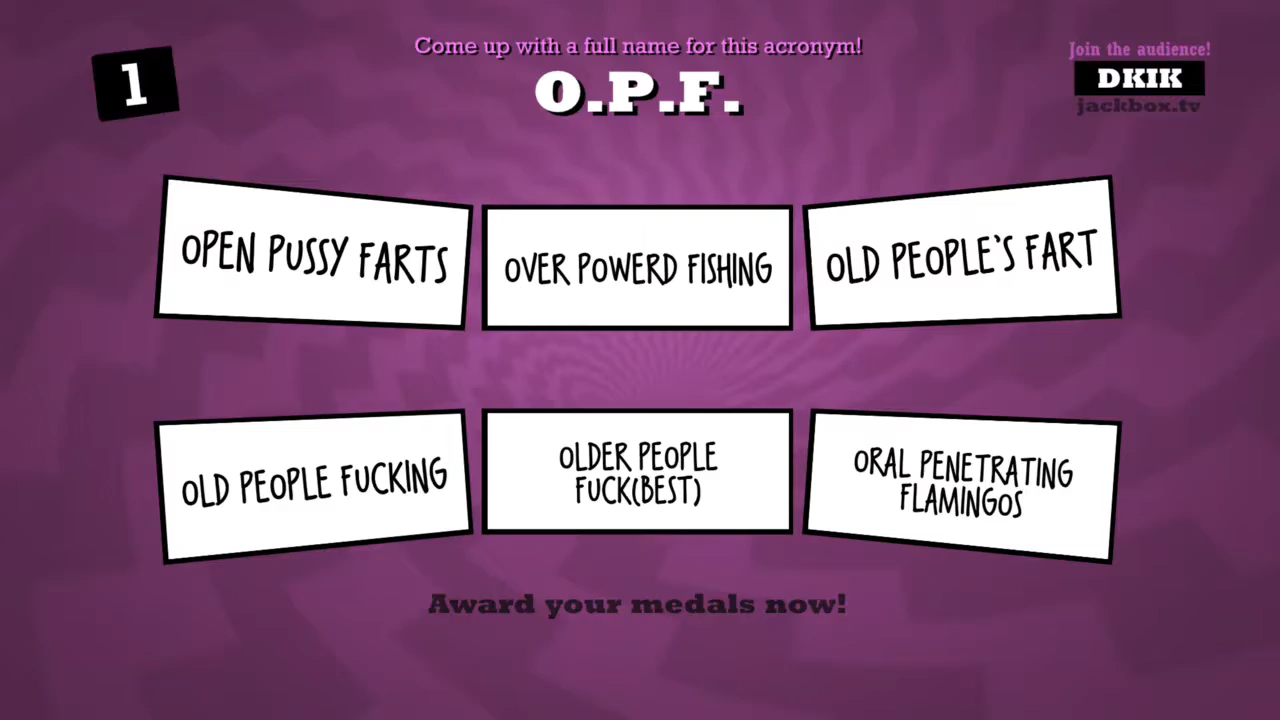 Come up with a full name for this acronym!
O.P.F.
1
Join the audience!
DKIK
jackbox.tv
OPEN PUSSY FARTS
OVER POWERD FISHING
OLD PEOPLE'S FART
OLD PEOPLE FUCKING
OLDER PEOPLE
FUCK(BEST)
ORAL PENETRATING
FLAMINGOS
Award your medals now!